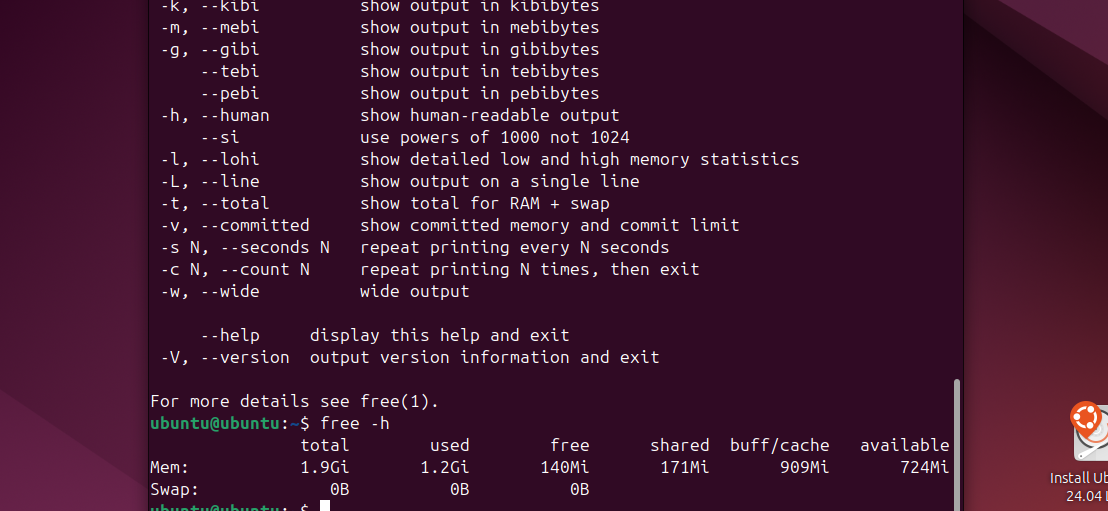 -k, --kibi          show output in kibibytes
-m, --mebi          show output in mebibytes
-g, --gibi          show output in gibibytes
    --tebi          show output in tebibytes
    --pebi          show output in pebibytes
-h, --human         show human-readable output
    --si            use powers of 1000 not 1024
-l, --lohi          show detailed low and high memory statistics
-L, --line          show output on a single line
-t, --total         show total for RAM + swap
-v, --committed     show committed memory and commit limit
-s N, --seconds N   repeat printing every N seconds
-c N, --count N     repeat printing N times, then exit
-w, --wide          wide output
    --help     display this help and exit
-V, --version  output version information and exit
For more details see free(1).
ubuntu@ubuntu:~$ free -h
               total        used        free      shared  buff/cache   available
Mem:           1.9Gi       1.2Gi       140Mi       171Mi       909Mi       724Mi
Swap:             0B          0B          0B
ubuntu@ubuntu:~$
Install Ub
24.04